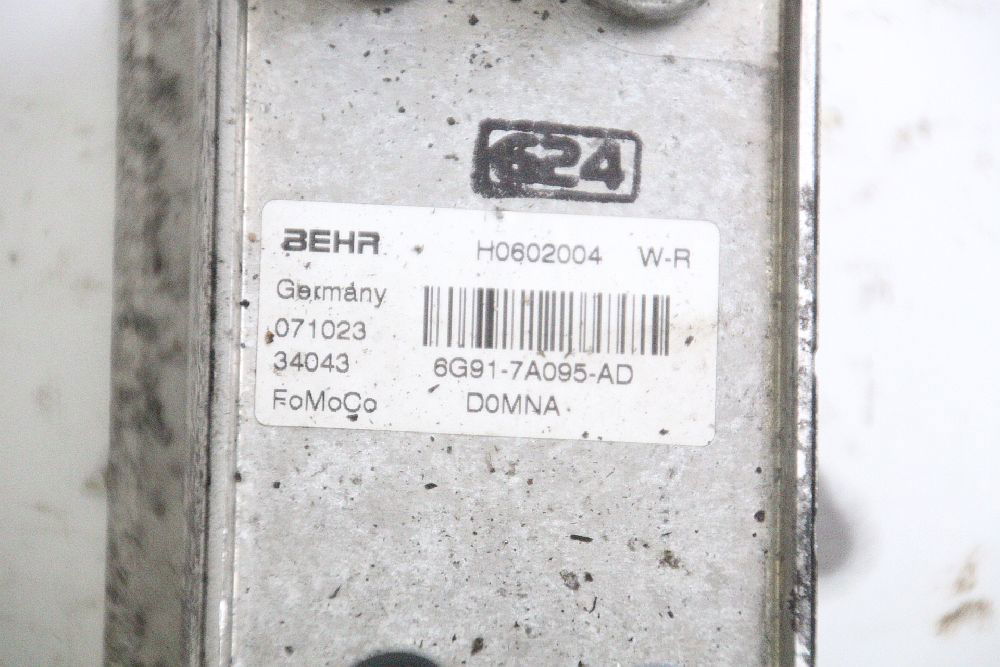 624
BEHR H0602004 W-R
Germany
071023
34043 6G91-7A095-AD
FoMoCo D0MNA